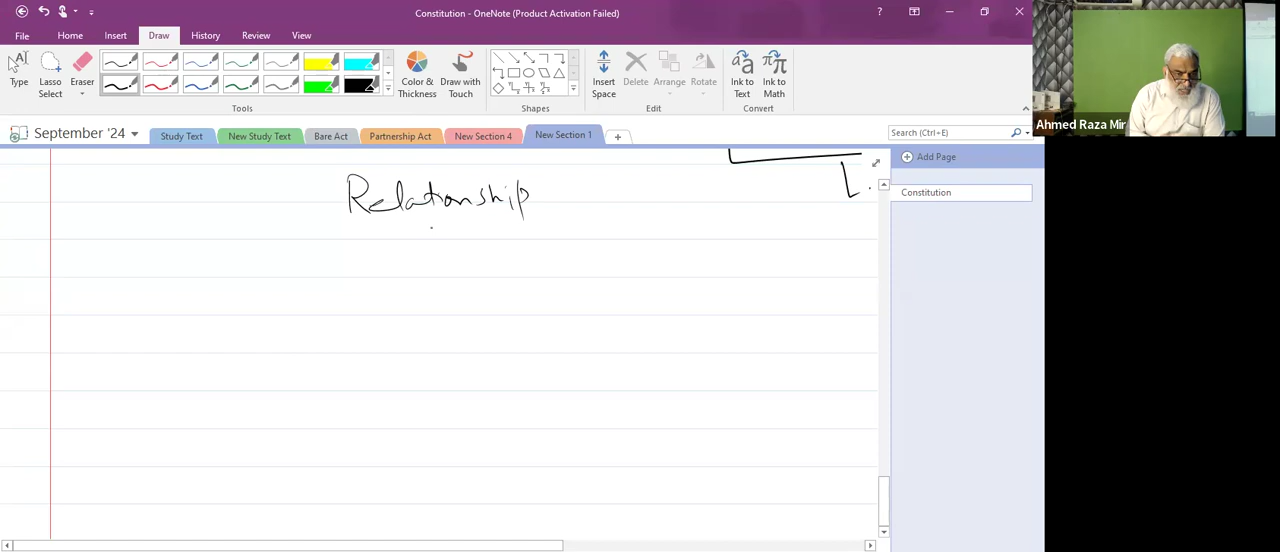 Constitution - OneNote (Product Activation Failed)
?
File Home Insert Draw History Review View
Type
Lasso Select
Eraser
Color & Thickness
Draw with Touch
Insert Space
Delete
Arrange
Rotate
Ink to Text
Ink to Math
Tools
Shapes
Edit
Convert
September '24
Study Text
New Study Text
Bare Act
Partnership Act
New Section 4
New Section 1
Search (Ctrl+E)
Add Page
Constitution
Relationship
Ahmed Raza Mir